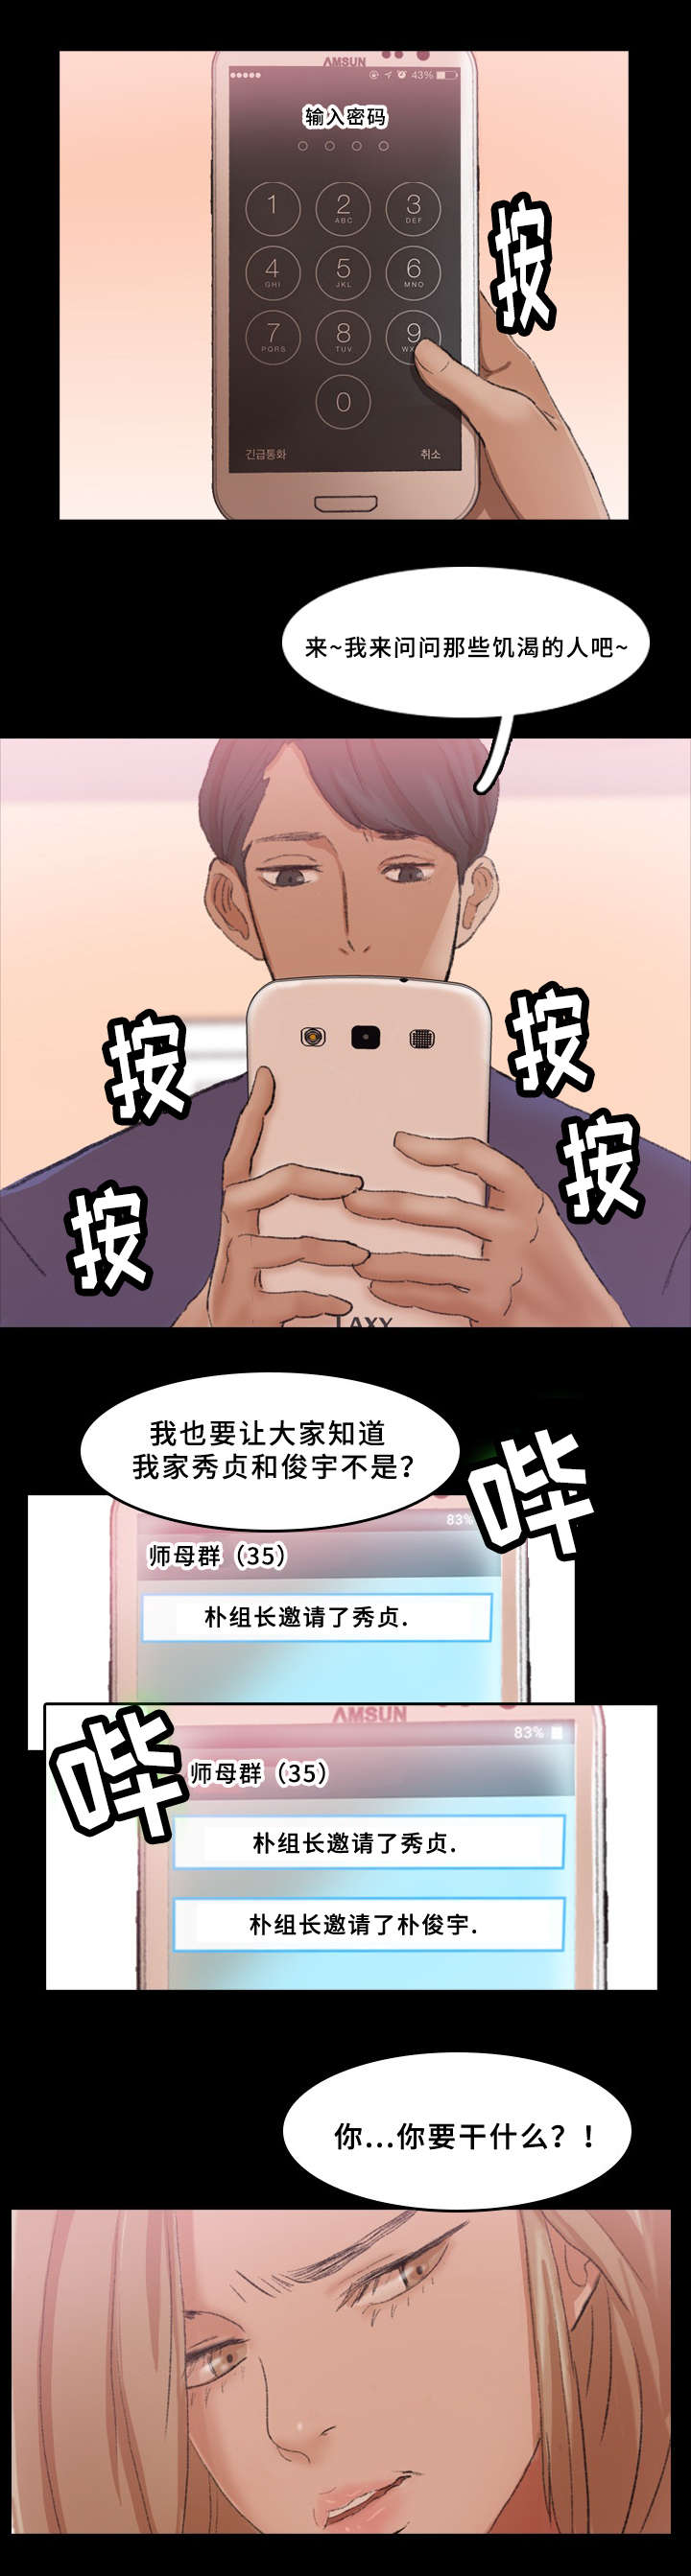 AMSUN
43%
输入密码
1
2
ABC
3
DEF
4
GHI
5
JKL
6
MNO
7
PQRS
8
TUV
9
0
긴급통화
취소
按
来~我来问问那些饥渴的人吧~
按
按
按
按
我也要让大家知道
我家秀贞和俊宇不是?
哔
83%
师母群（35）
朴组长邀请了秀贞.
哔
AMSUN
83%
师母群（35）
朴组长邀请了秀贞.
朴组长邀请了朴俊宇.
你...你要干什么?!